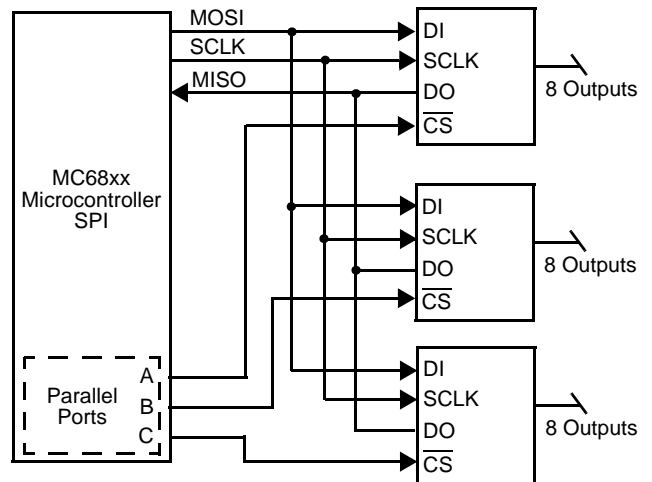 MOSI
SCLK
MISO
MC68xx
Microcontroller
SPI
Parallel
Ports
A
B
C
DI
SCLK
DO
CS
8 Outputs
DI
SCLK
DO
CS
8 Outputs
DI
SCLK
DO
CS
8 Outputs